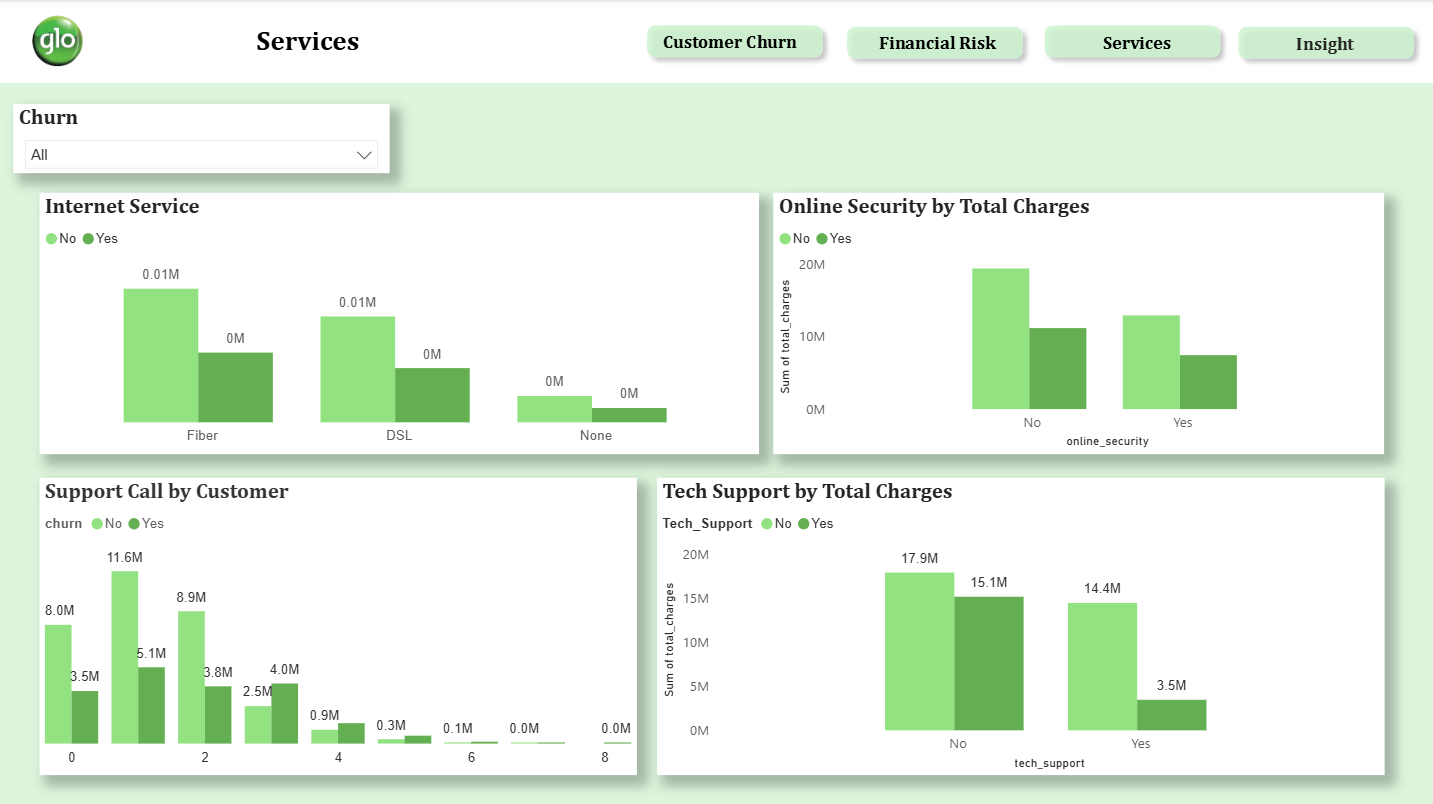 glo
Services
Customer Churn
Financial Risk
Services
Insight
Churn
All
Internet Service
No Yes
0.01M
0M
0.01M
0M
0M
0M
Fiber DSL None
Online Security by Total Charges
No Yes
Sum of total_charges
20M
10M
0M
No Yes
online_security
Support Call by Customer
churn No Yes
8.0M
3.5M
11.6M
5.1M
8.9M
3.8M
2.5M
4.0M
0.9M
0.3M
0.1M
0.0M
0.0M
0 2 4 6 8
Tech Support by Total Charges
Tech_Support No Yes
Sum of total_charges
20M
15M
10M
5M
0M
17.9M
15.1M
14.4M
3.5M
No Yes
tech_support